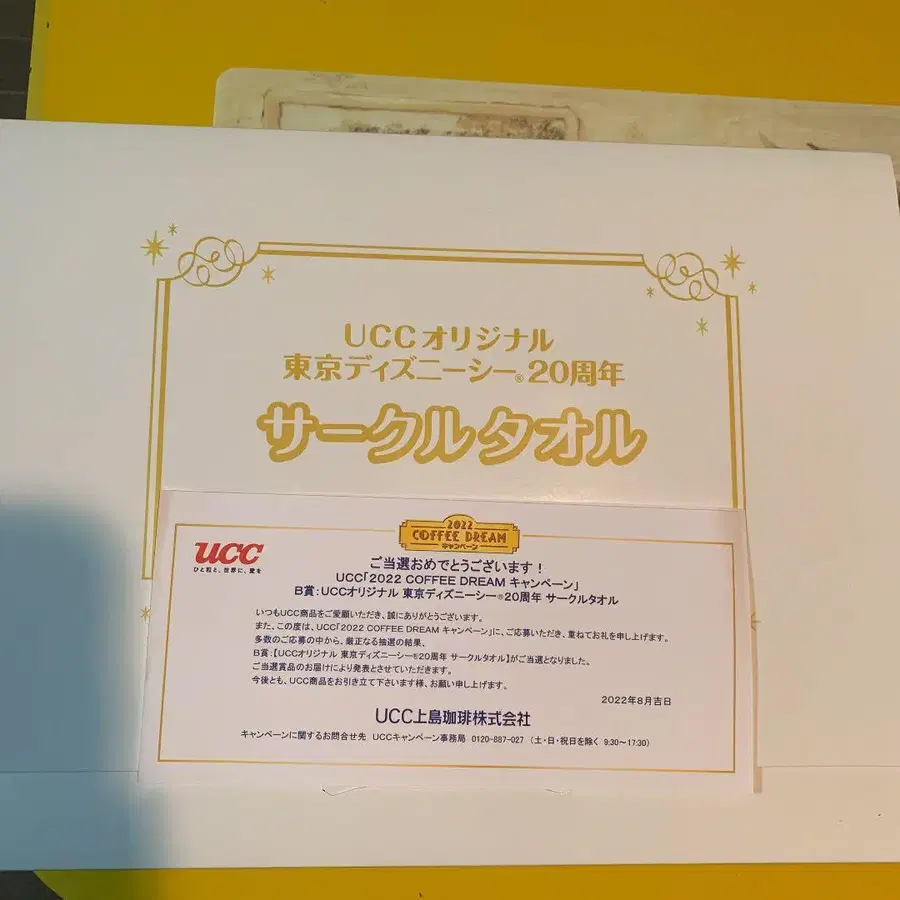 UCCオリジナル
東京ディズニーシー®20周年
サークルタオル
2022
COFFEE DREAM
キャンペーン
UCC
ひと粒と、世界に、愛を
ご当選おめでとうございます!
UCC「2022 COFFEE DREAM キャンペーン」
B賞:UCCオリジナル 東京ディズニーシー®20周年 サークルタオル
いつもUCC商品をご愛願いただき、誠にありがとうございます。
また、この度は、UCC「2022 COFFEE DREAM キャンペーン」に、ご応募いただき、重ねてお礼を申し上げます。
多数のご応募の中から、厳正なる抽選の結果、
B賞:【UCCオリジナル 東京ディズニーシー®20周年 サークルタオル】がご当選となりました。
ご当選賞品のお届けにより発表とさせていただきます。
今後とも、UCC商品をお引き立て下さいます様、お願い申し上げます。
2022年8月吉日
UCC上島珈琲株式会社
キャンペーンに関するお問合せ先 UCCキャンペーン事務局 0120-887-027 (土・日・祝日を除く 9:30～17:30)